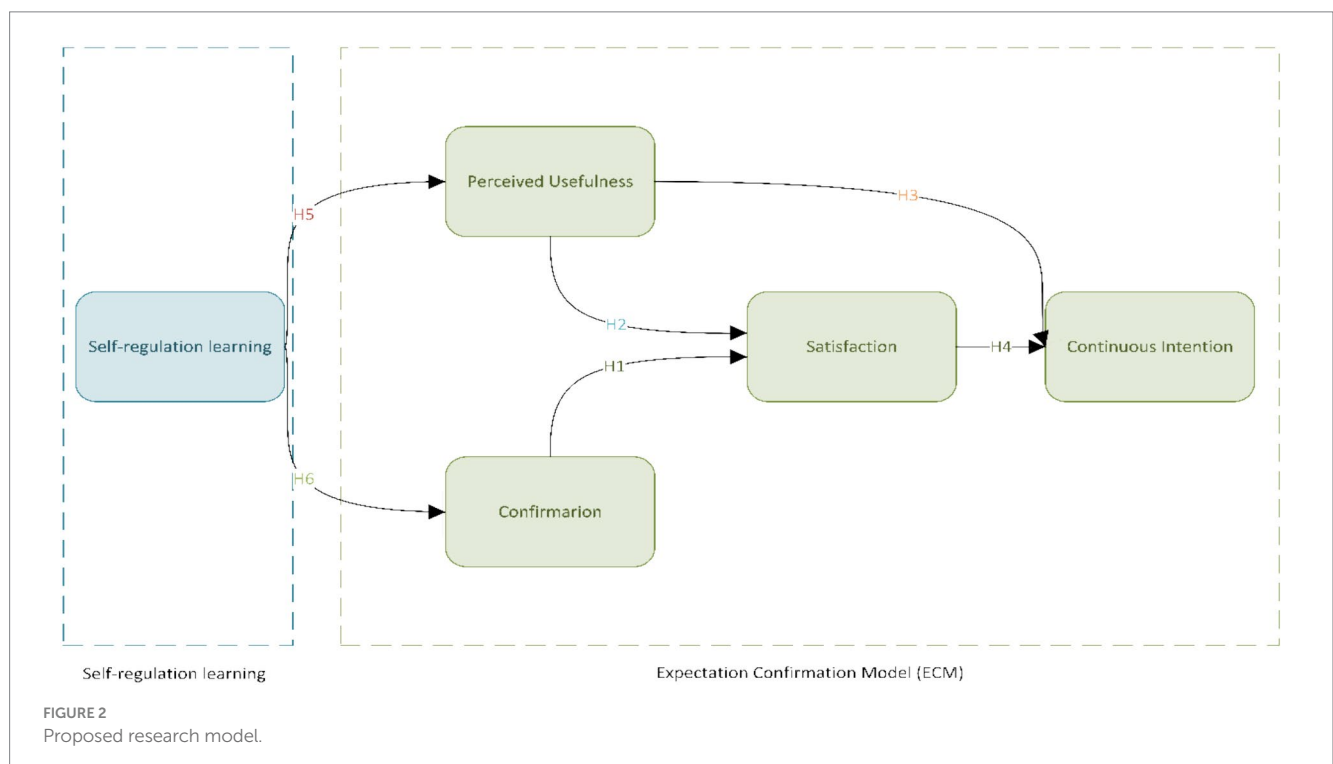 Perceived Usefulness
H3
H5
Self-regulation learning
H2
Satisfaction
H4
Continuous Intention
H1
H6
Confirmarion
Self-regulation learning
Expectation Confirmation Model (ECM)
FIGURE 2
Proposed research model.